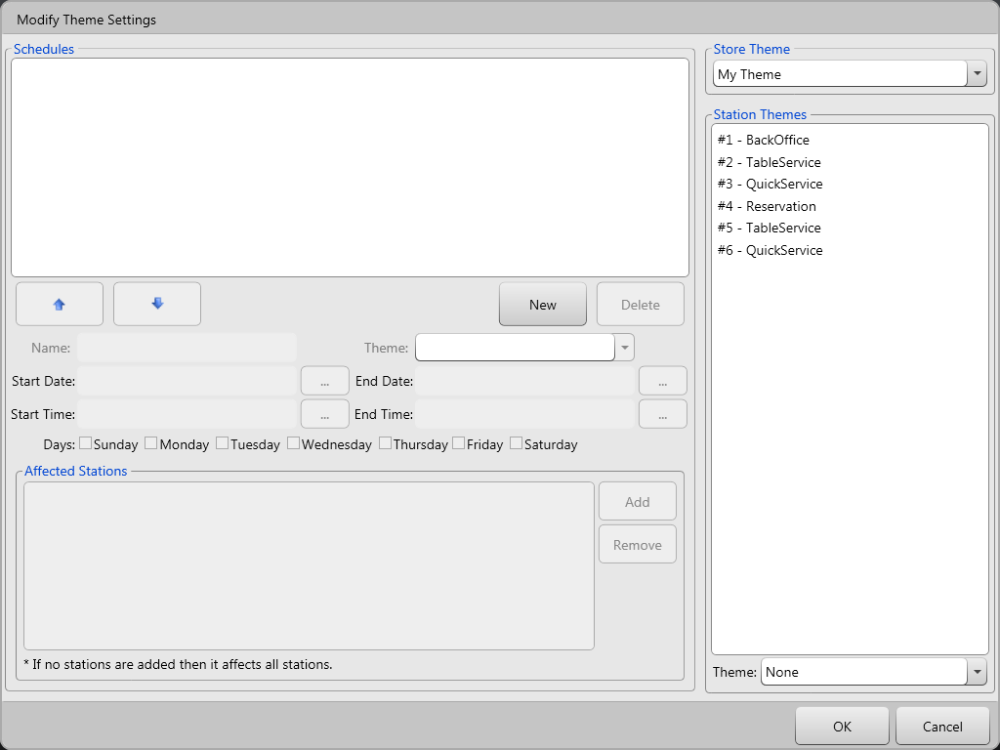 Modify Theme Settings
Schedules
New
Delete
Name:
Theme:
Start Date:
...
End Date:
...
Start Time:
...
End Time:
...
Days: Sunday Monday Tuesday Wednesday Thursday Friday Saturday
Affected Stations
Add
Remove
* If no stations are added then it affects all stations.
Store Theme
My Theme
Station Themes
#1 - BackOffice
#2 - TableService
#3 - QuickService
#4 - Reservation
#5 - TableService
#6 - QuickService
Theme: None
OK
Cancel